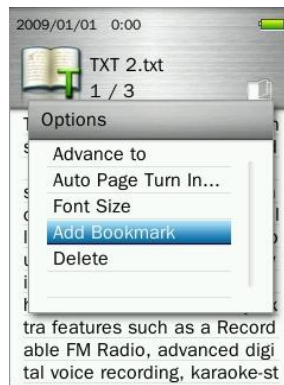 2009/01/01 0:00
TXT 2.txt
1 / 3
Options
Advance to
Auto Page Turn In...
Font Size
Add Bookmark
Delete
tra features such as a Record
able FM Radio, advanced digi
tal voice recording, karaoke-st